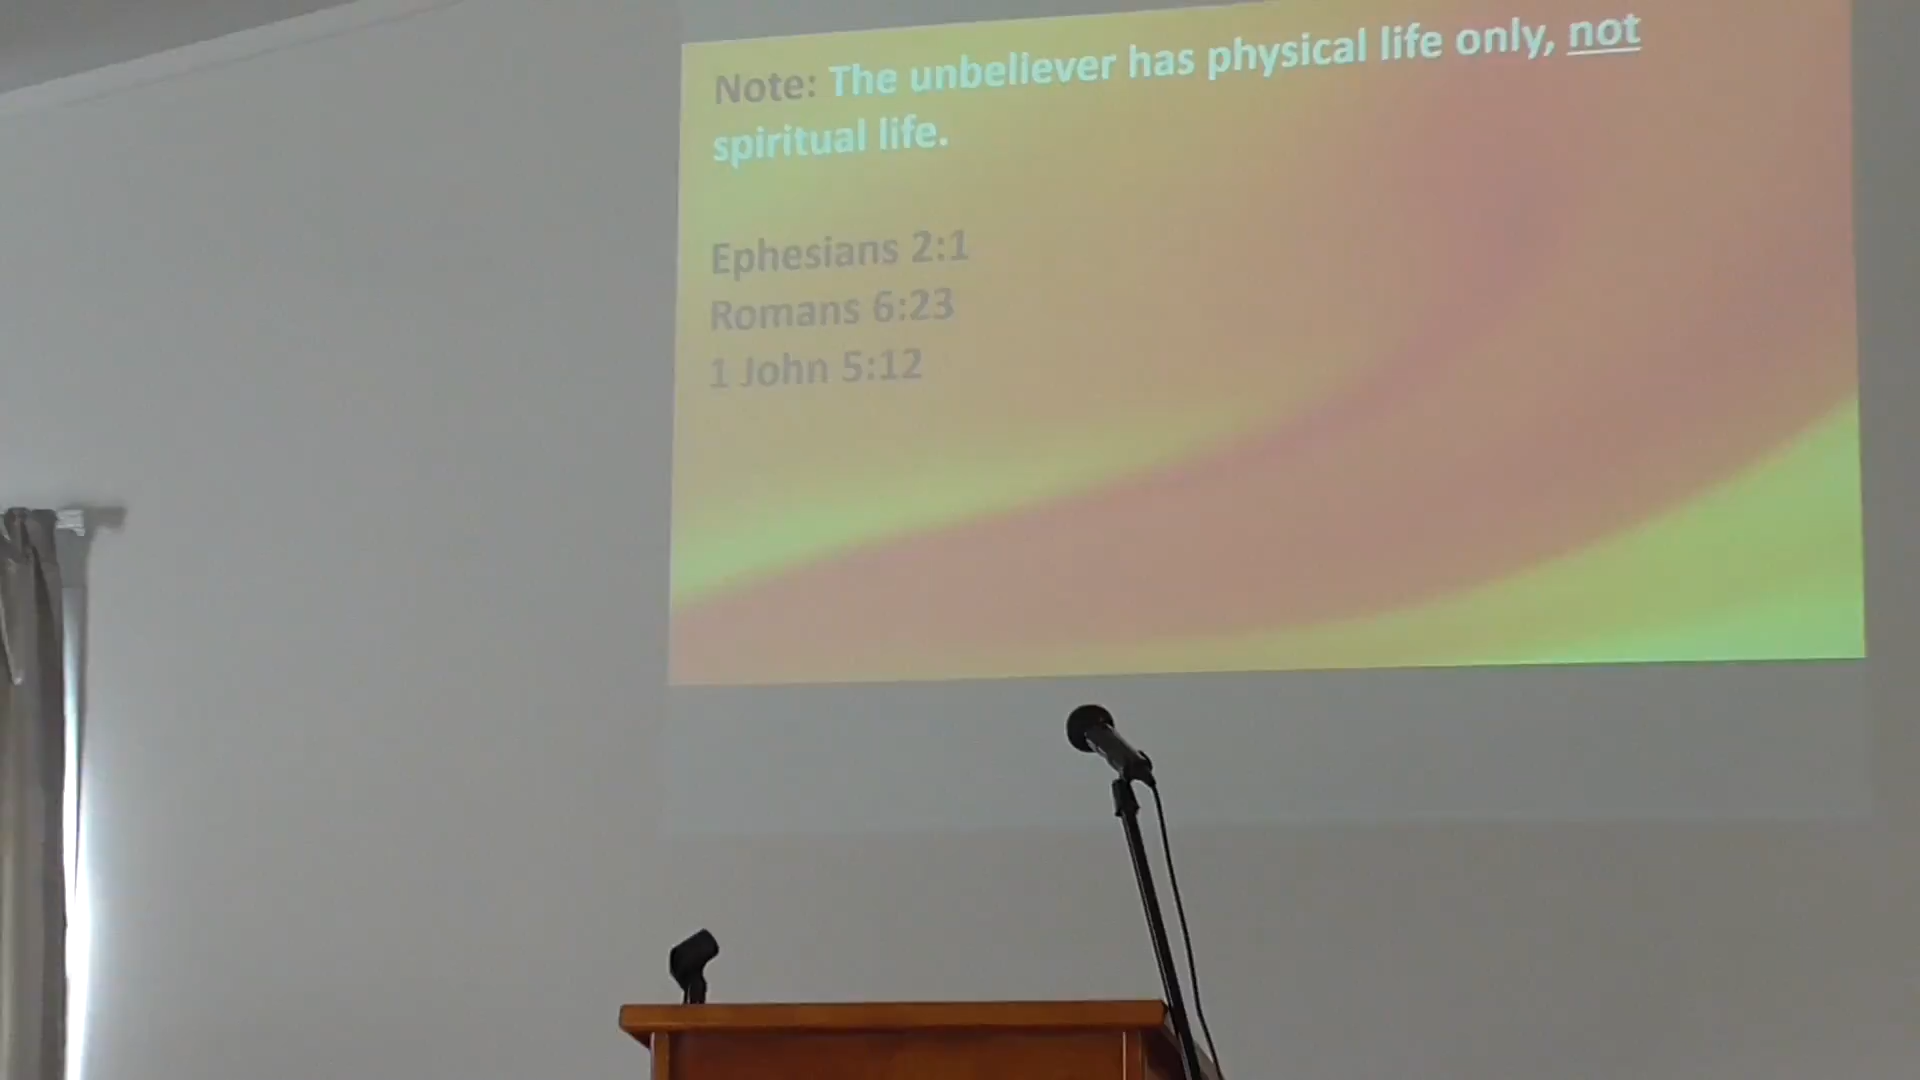 Note: The unbeliever has physical life only, not
spiritual life.
Ephesians 2:1
Romans 6:23
1 John 5:12